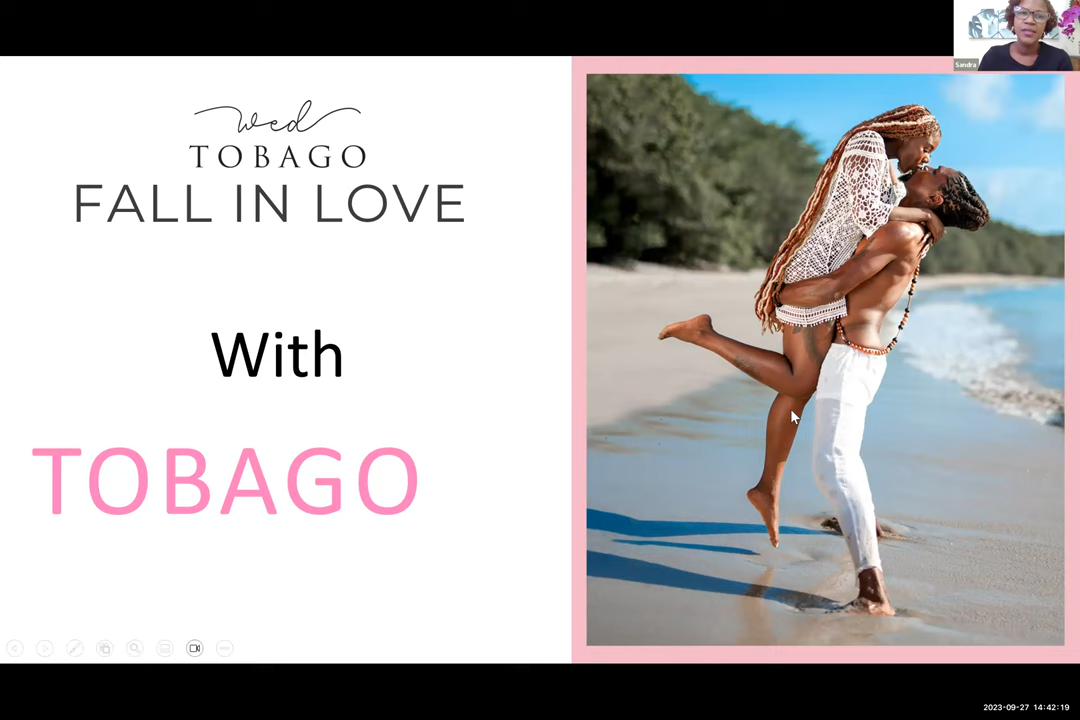 Sandra
wed
TOBAGO
FALL IN LOVE
With
TOBAGO
2023-09-27 14:42:19